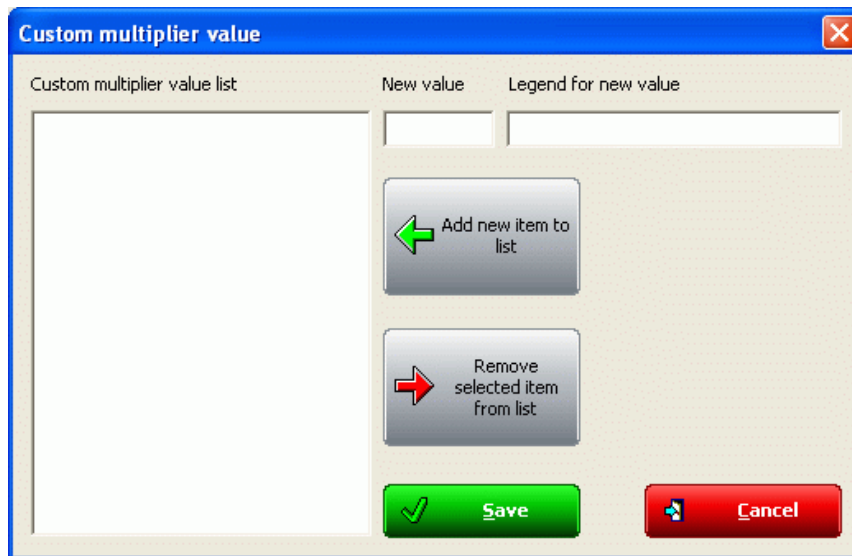 Custom multiplier value
Custom multiplier value list
New value
Legend for new value
Add new item to
list
Remove
selected item
from list
Save
Cancel